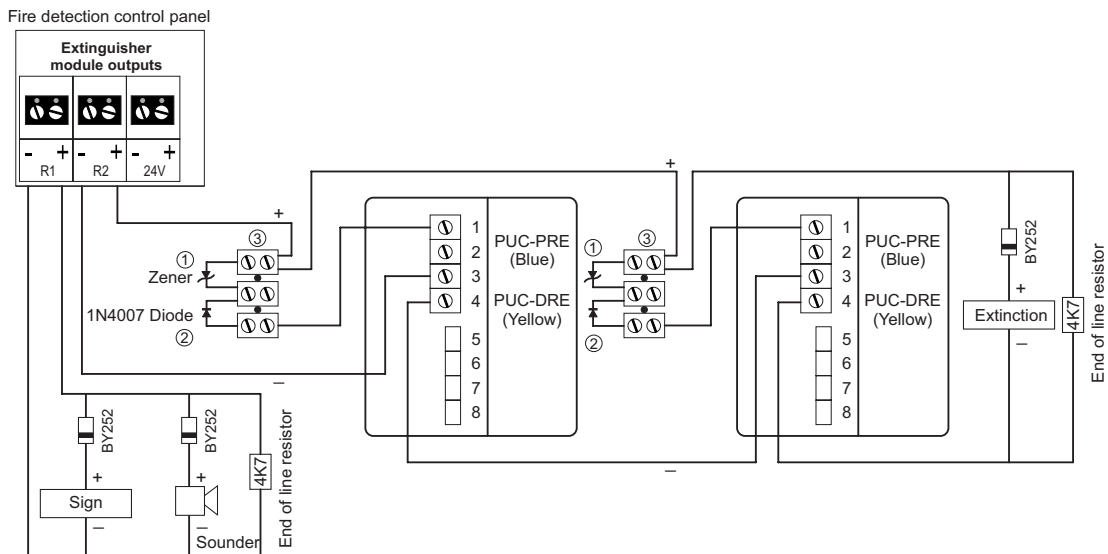 Fire detection control panel
Extinguisher
module outputs
- +
R1
- +
R2
- +
24V
+
+
①
Zener
③
1N4007 Diode
②
–
1
2
3
4
5
6
7
8
PUC-PRE
(Blue)
PUC-DRE
(Yellow)
①
③
②
1
2
3
4
5
6
7
8
PUC-PRE
(Blue)
PUC-DRE
(Yellow)
BY252
+
Extinction
–
4K7
End of line resistor
–
BY252
+
Sign
–
BY252
+
–
Sounder
4K7
End of line resistor